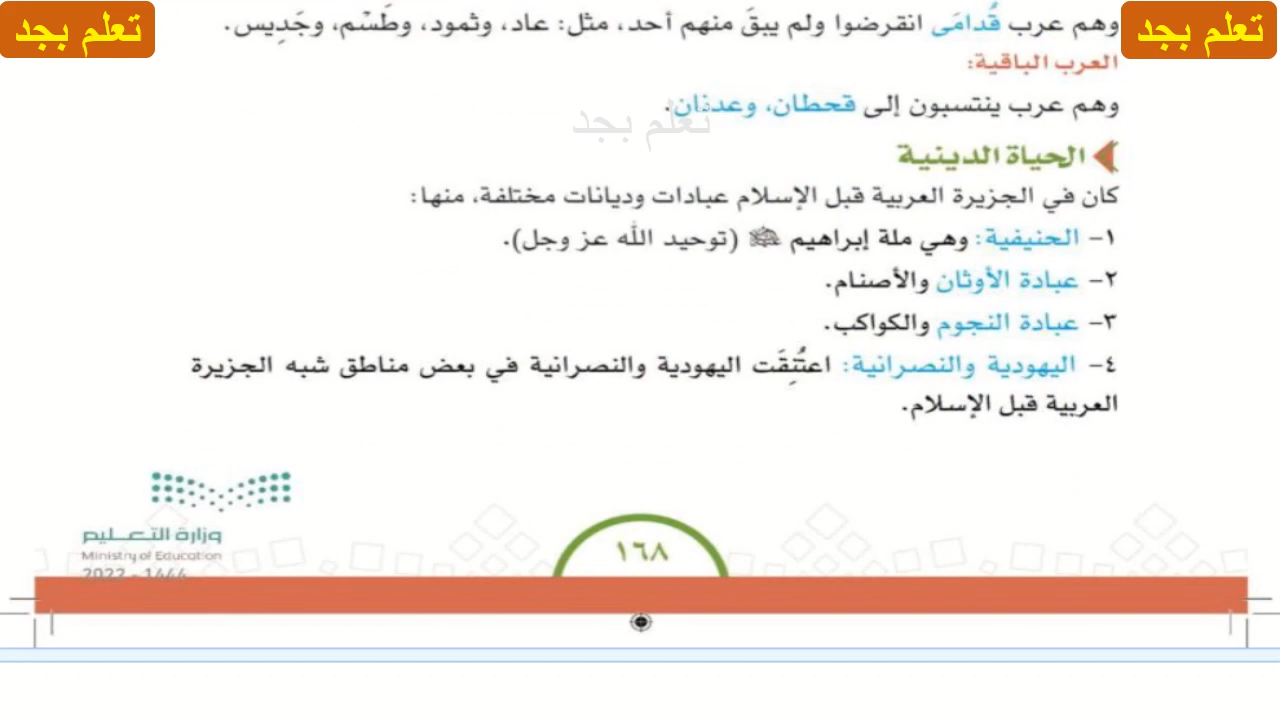 تعلم بجد
تعلم بجد
وهم عرب قُدامَى انقرضوا ولم يبقَ منهم أحد، مثل: عاد، وثمود، وطَسْم، وجَدِيس.
العرب الباقية:
وهم عرب ينتسبون إلى قحطان، وعدنان.
تعلم بجد
الحياة الدينية
كان في الجزيرة العربية قبل الإسلام عبادات وديانات مختلفة، منها:
١- الحنيفية: وهي ملة إبراهيم (توحيد الله عز وجل).
٢- عبادة الأوثان والأصنام.
٣- عبادة النجوم والكواكب.
٤- اليهودية والنصرانية: اعتُنِقَت اليهودية والنصرانية في بعض مناطق شبه الجزيرة
العربية قبل الإسلام.
وزارة التعليم
Ministry of Education
2022 - 1444
١٦٨